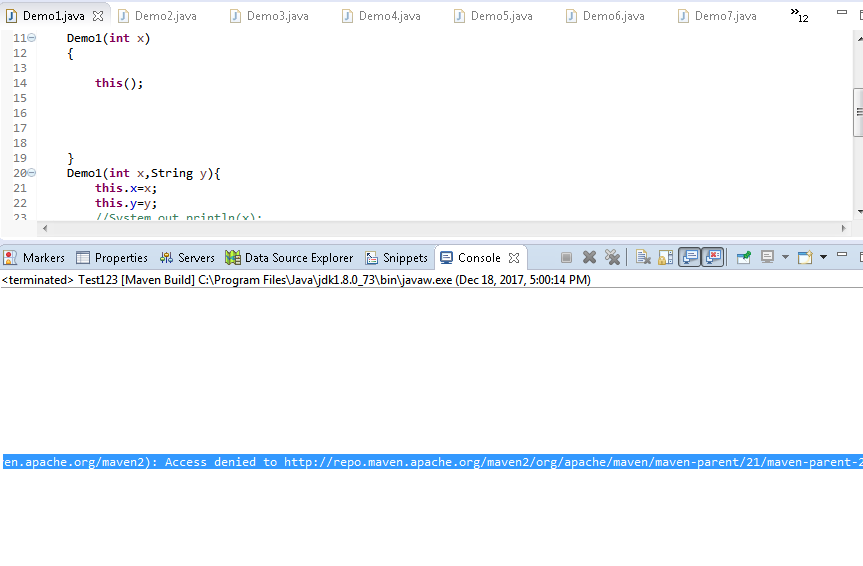 Demo1.java Demo2.java Demo3.java Demo4.java Demo5.java Demo6.java Demo7.java »12
11 Demo1(int x)
12 {
13
14 this();
15
16
17
18
19 }
20 Demo1(int x,String y){
21 this.x=x;
22 this.y=y;
23 //System.out.println(x);
Markers Properties Servers Data Source Explorer Snippets Console
<terminated> Test123 [Maven Build] C:\Program Files\Java\jdk1.8.0_73\bin\javaw.exe (Dec 18, 2017, 5:00:14 PM)
en.apache.org/maven2): Access denied to http://repo.maven.apache.org/maven2/org/apache/maven/maven-parent/21/maven-parent-2